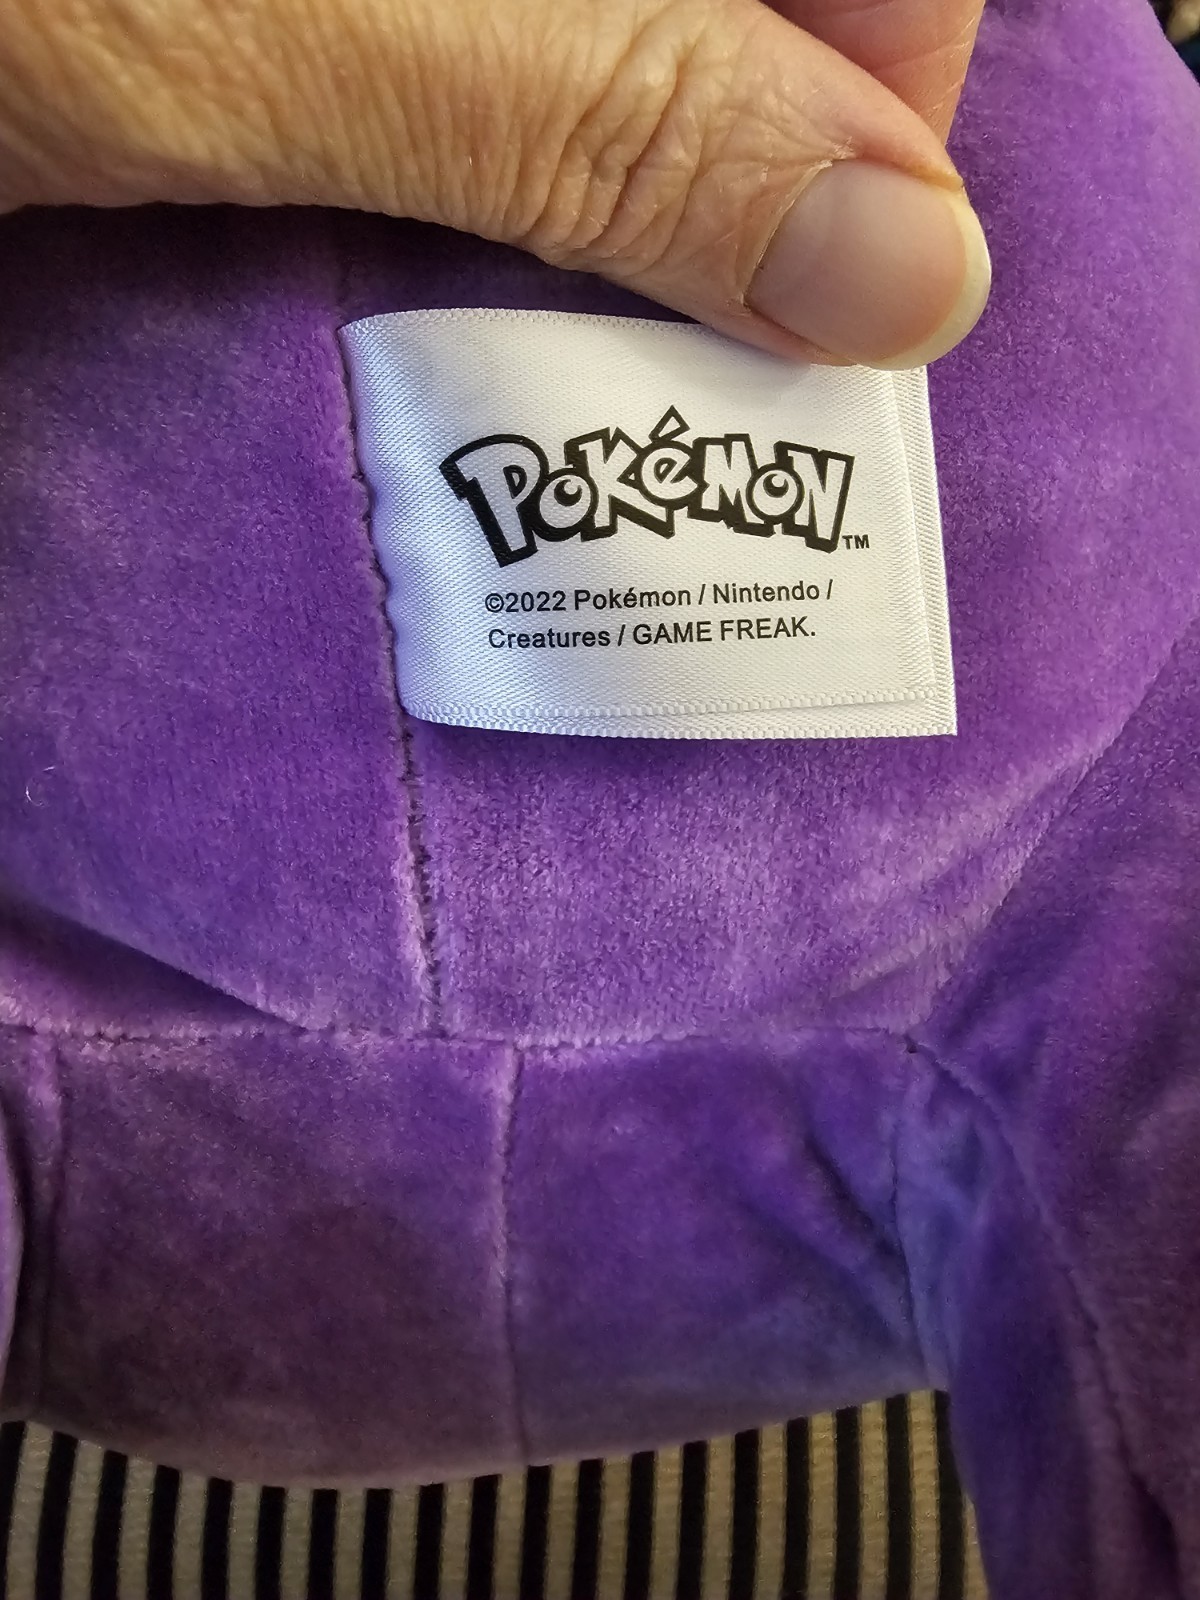 POKéMON™
©2022 Pokémon / Nintendo /
Creatures / GAME FREAK.